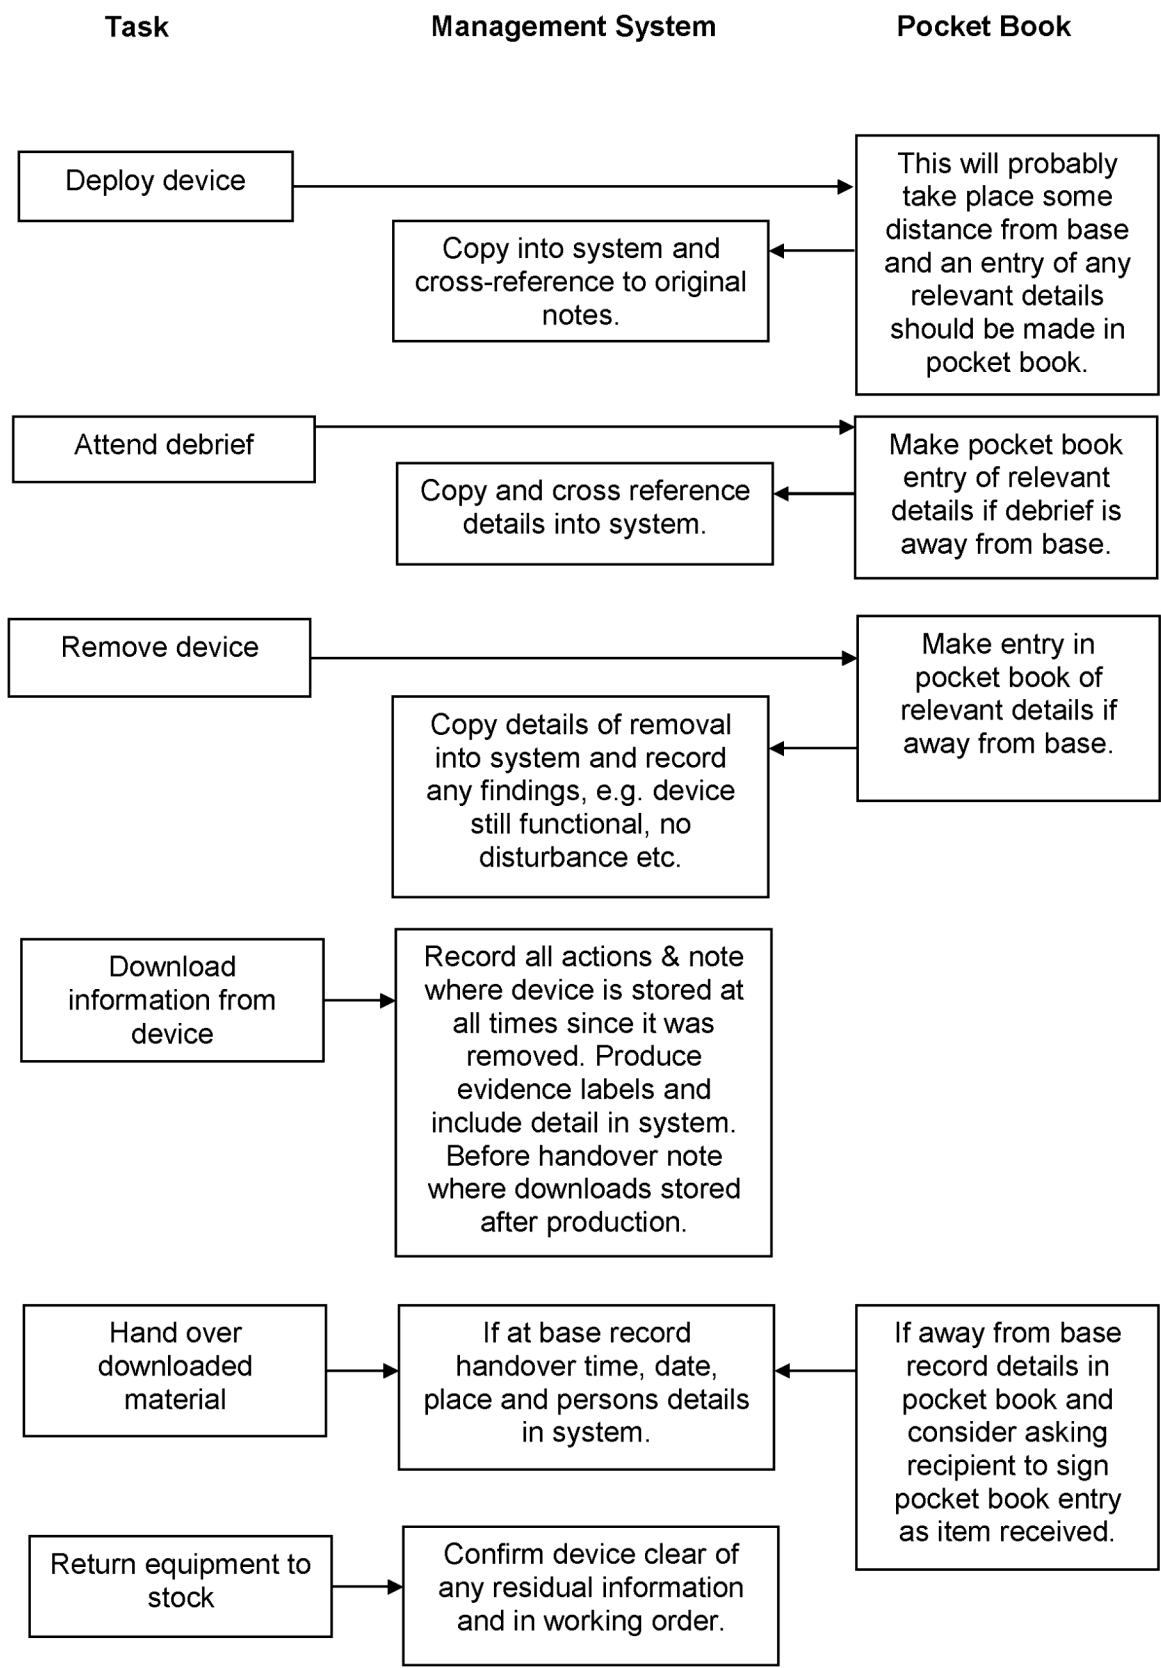 Task
Management System
Pocket Book
Deploy device
This will probably
take place some
distance from base
and an entry of any
relevant details
should be made in
pocket book.
Copy into system and
cross-reference to original
notes.
Attend debrief
Make pocket book
entry of relevant
details if debrief is
away from base.
Copy and cross reference
details into system.
Remove device
Make entry in
pocket book of
relevant details if
away from base.
Copy details of removal
into system and record
any findings, e.g. device
still functional, no
disturbance etc.
Download
information from
device
Record all actions & note
where device is stored at
all times since it was
removed. Produce
evidence labels and
include detail in system.
Before handover note
where downloads stored
after production.
Hand over
downloaded
material
If at base record
handover time, date,
place and persons details
in system.
If away from base
record details in
pocket book and
consider asking
recipient to sign
pocket book entry
as item received.
Return equipment to
stock
Confirm device clear of
any residual information
and in working order.